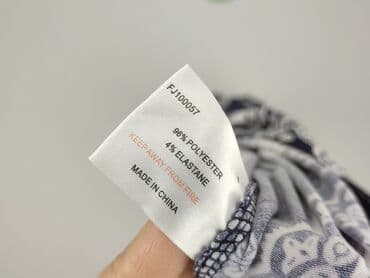 FJ100057
96% POLYESTER
4% ELASTANE
KEEP AWAY FROM FIRE
MADE IN CHINA